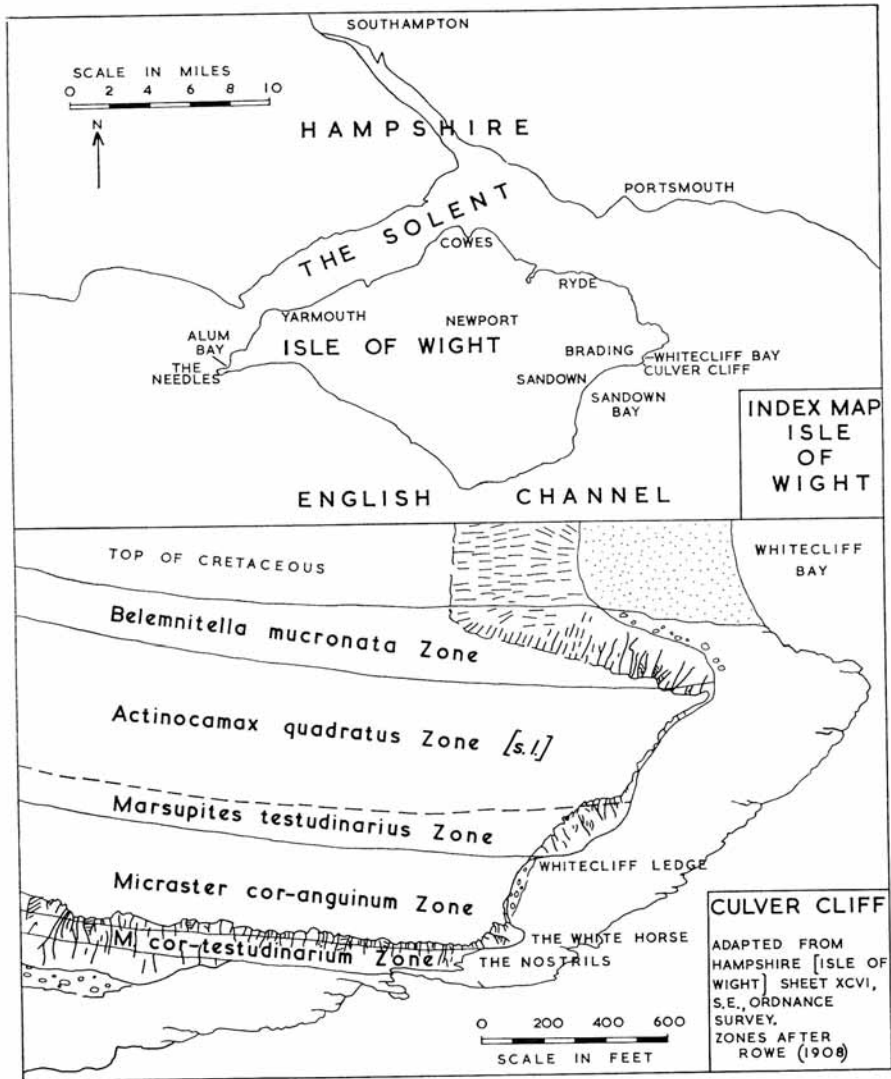 SOUTHAMPTON
SCALE IN MILES
0 2 4 6 8 10
N
HAMPSHIRE
PORTSMOUTH
THE SOLENT
COWES
RYDE
YARMOUTH
NEWPORT
ALUM
BAY
ISLE OF WIGHT
THE
NEEDLES
BRADING
WHITECLIFF BAY
CULVER CLIFF
SANDOWN
SANDOWN
BAY
INDEX MAP
ISLE
OF
WIGHT
ENGLISH CHANNEL
TOP OF CRETACEOUS
WHITECLIFF
BAY
Belemnitella mucronata Zone
Actinocamax quadratus Zone [s.l.]
Marsupites testudinarius Zone
WHITECLIFF LEDGE
Micraster cor-anguinum Zone
THE WHITE HORSE
M. cor-testudinarium Zone
THE NOSTRILS
0 200 400 600
SCALE IN FEET
CULVER CLIFF
ADAPTED FROM
HAMPSHIRE [ISLE OF
WIGHT] SHEET XCVI,
S.E., ORDNANCE
SURVEY.
ZONES AFTER
ROWE (1908)